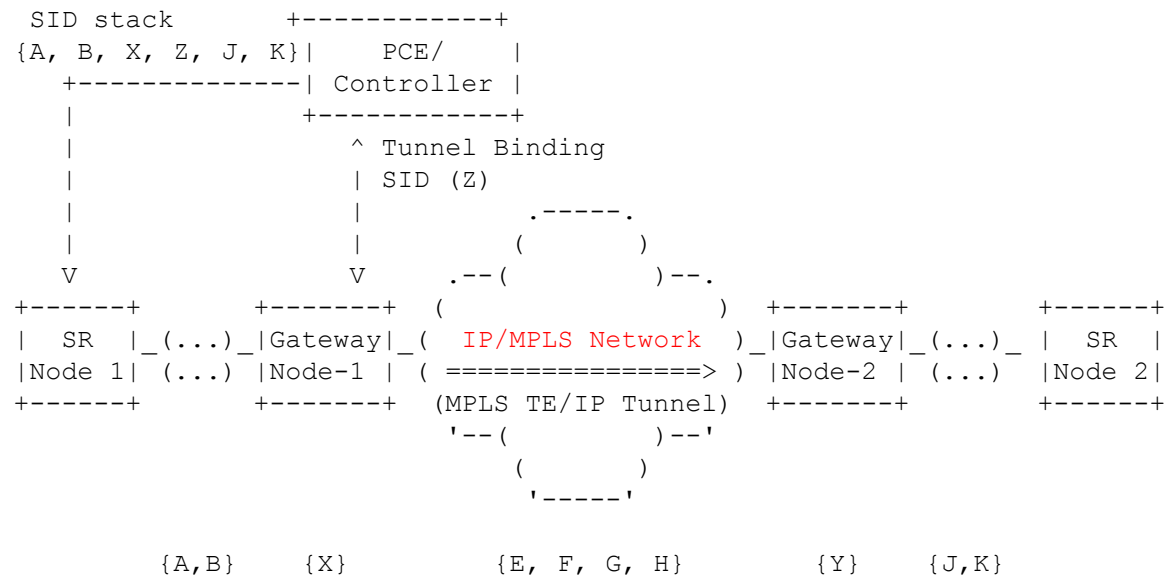 SID stack       +------------+
{A, B, X, Z, J, K}|    PCE/     |
   +--------------| Controller |
   |              +------------+
   |                 ^ Tunnel Binding
   |                 | SID (Z)
   |                 |            .-----.
   |                 |           (       )
   V                 V      .--(         )--.
+------+       +-------+  (                 )  +-------+        +------+
|  SR  |_(...)_|Gateway|_(  IP/MPLS Network  )_|Gateway|_(...)_ |  SR  |
|Node 1| (...) |Node-1 | ( ================> ) |Node-2 | (...)  |Node 2|
+------+       +-------+  (MPLS TE/IP Tunnel)  +-------+        +------+
                           '--(         )--'
                               (       )
                                '-----'
         {A,B}    {X}         {E, F, G, H}        {Y}    {J,K}